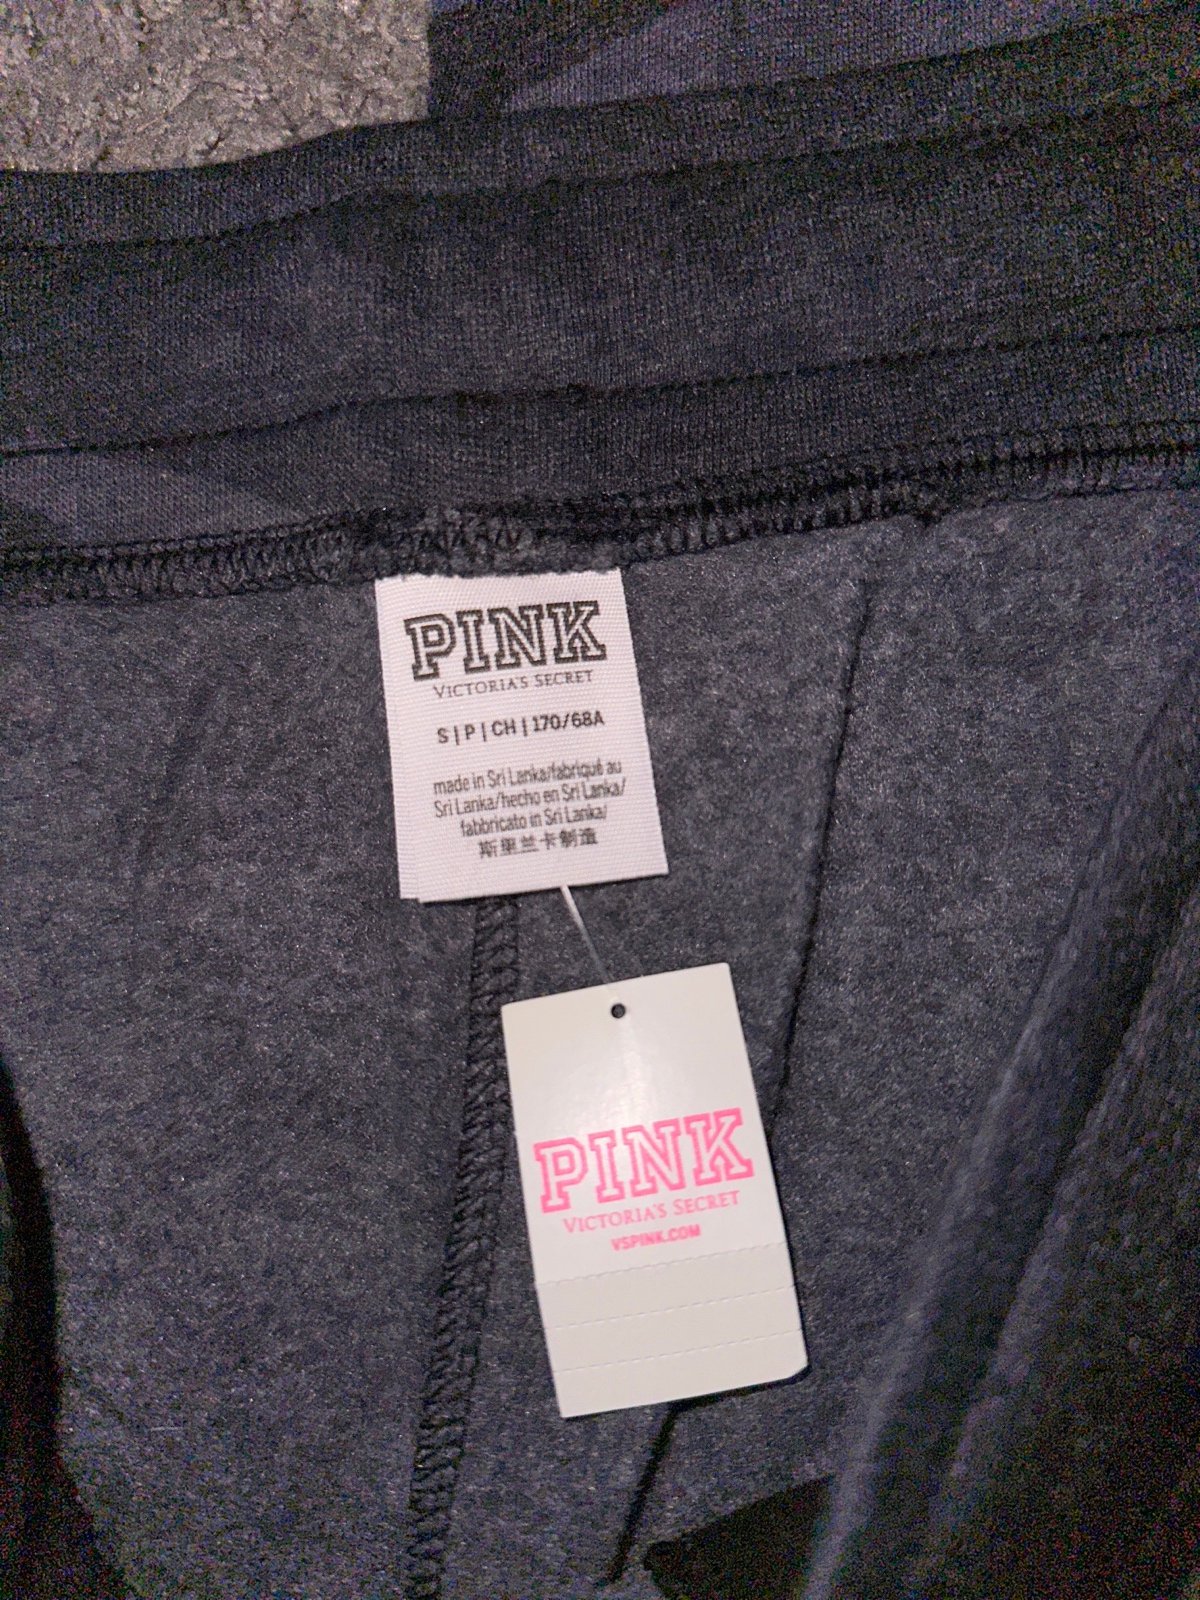 PINK
VICTORIA'S SECRET
S | P | CH | 170/68A
made in Sri Lanka/fabriqué au
Sri Lanka/hecho en Sri Lanka/
fabbricato in Sri Lanka/
斯里兰卡制造
PINK
VICTORIA'S SECRET
VSPINK.COM